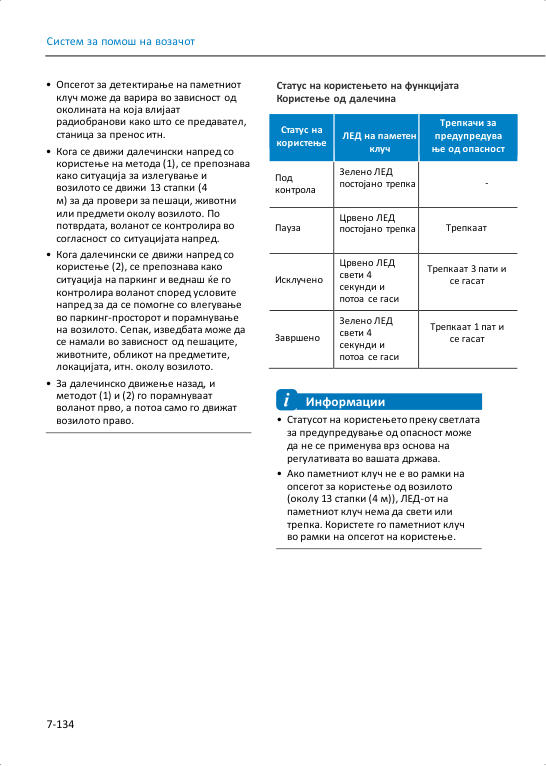 Систем за помош на возачот
• Опсегот за детектирање на паметниот
клуч може да варира во зависност од
околината на која влијаат
радиобранови како што се предавател,
станица за пренос итн.
• Кога се движи далечински напред со
користење на метода (1), се препознава
како ситуација за излегување и
возилото се движи 13 стапки (4
м) за да провери за пешаци, животни
или предмети околу возилото. По
потврдата, воланот се контролира во
согласност со ситуацијата напред.
• Кога далечински се движи напред со
користење (2), се препознава како
ситуација на паркинг и веднаш ќе го
контролира воланот според условите
напред за да се помогне со влегување
во паркинг-просторот и порамнување
на возилото. Сепак, изведбата може да
се намали во зависност од пешаците,
животните, обликот на предметите,
локацијата, итн. околу возилото.
• За далечинско движење назад, и
методот (1) и (2) го порамнуваат
воланот прво, а потоа само го движат
возилото право.
Статус на користењето на функцијата
Користење од далечина
Статус на
користење
ЛЕД на паметен
клуч
Трепкачи за
предупредува
ње од опасност
Под
контрола
Зелено ЛЕД
постојано трепка
-
Пауза
Црвено ЛЕД
постојано трепка
Трепкаат
Исклучено
Црвено ЛЕД
свети 4
секунди и
потоа се гаси
Трепкаат 3 пати и
се гасат
Завршено
Зелено ЛЕД
свети 4
секунди и
потоа се гаси
Трепкаат 1 пат и
се гасат
i Информации
• Статусот на користењето преку светлата
за предупредување од опасност може
да не се применува врз основа на
регулативата во вашата држава.
• Ако паметниот клуч не е во рамки на
опсегот за користење од возилото
(околу 13 стапки (4 м)), ЛЕД-от на
паметниот клуч нема да свети или
трепка. Користете го паметниот клуч
во рамки на опсегот на користење.
7-134